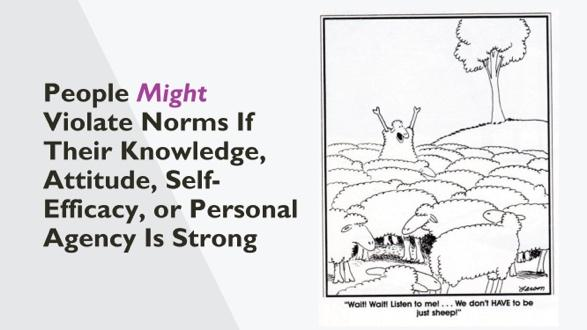 People Might
Violate Norms If
Their Knowledge,
Attitude, Self-
Efficacy, or Personal
Agency Is Strong
Larson
"Wait! Wait! Listen to me! . . . We don't HAVE to be
just sheep!"